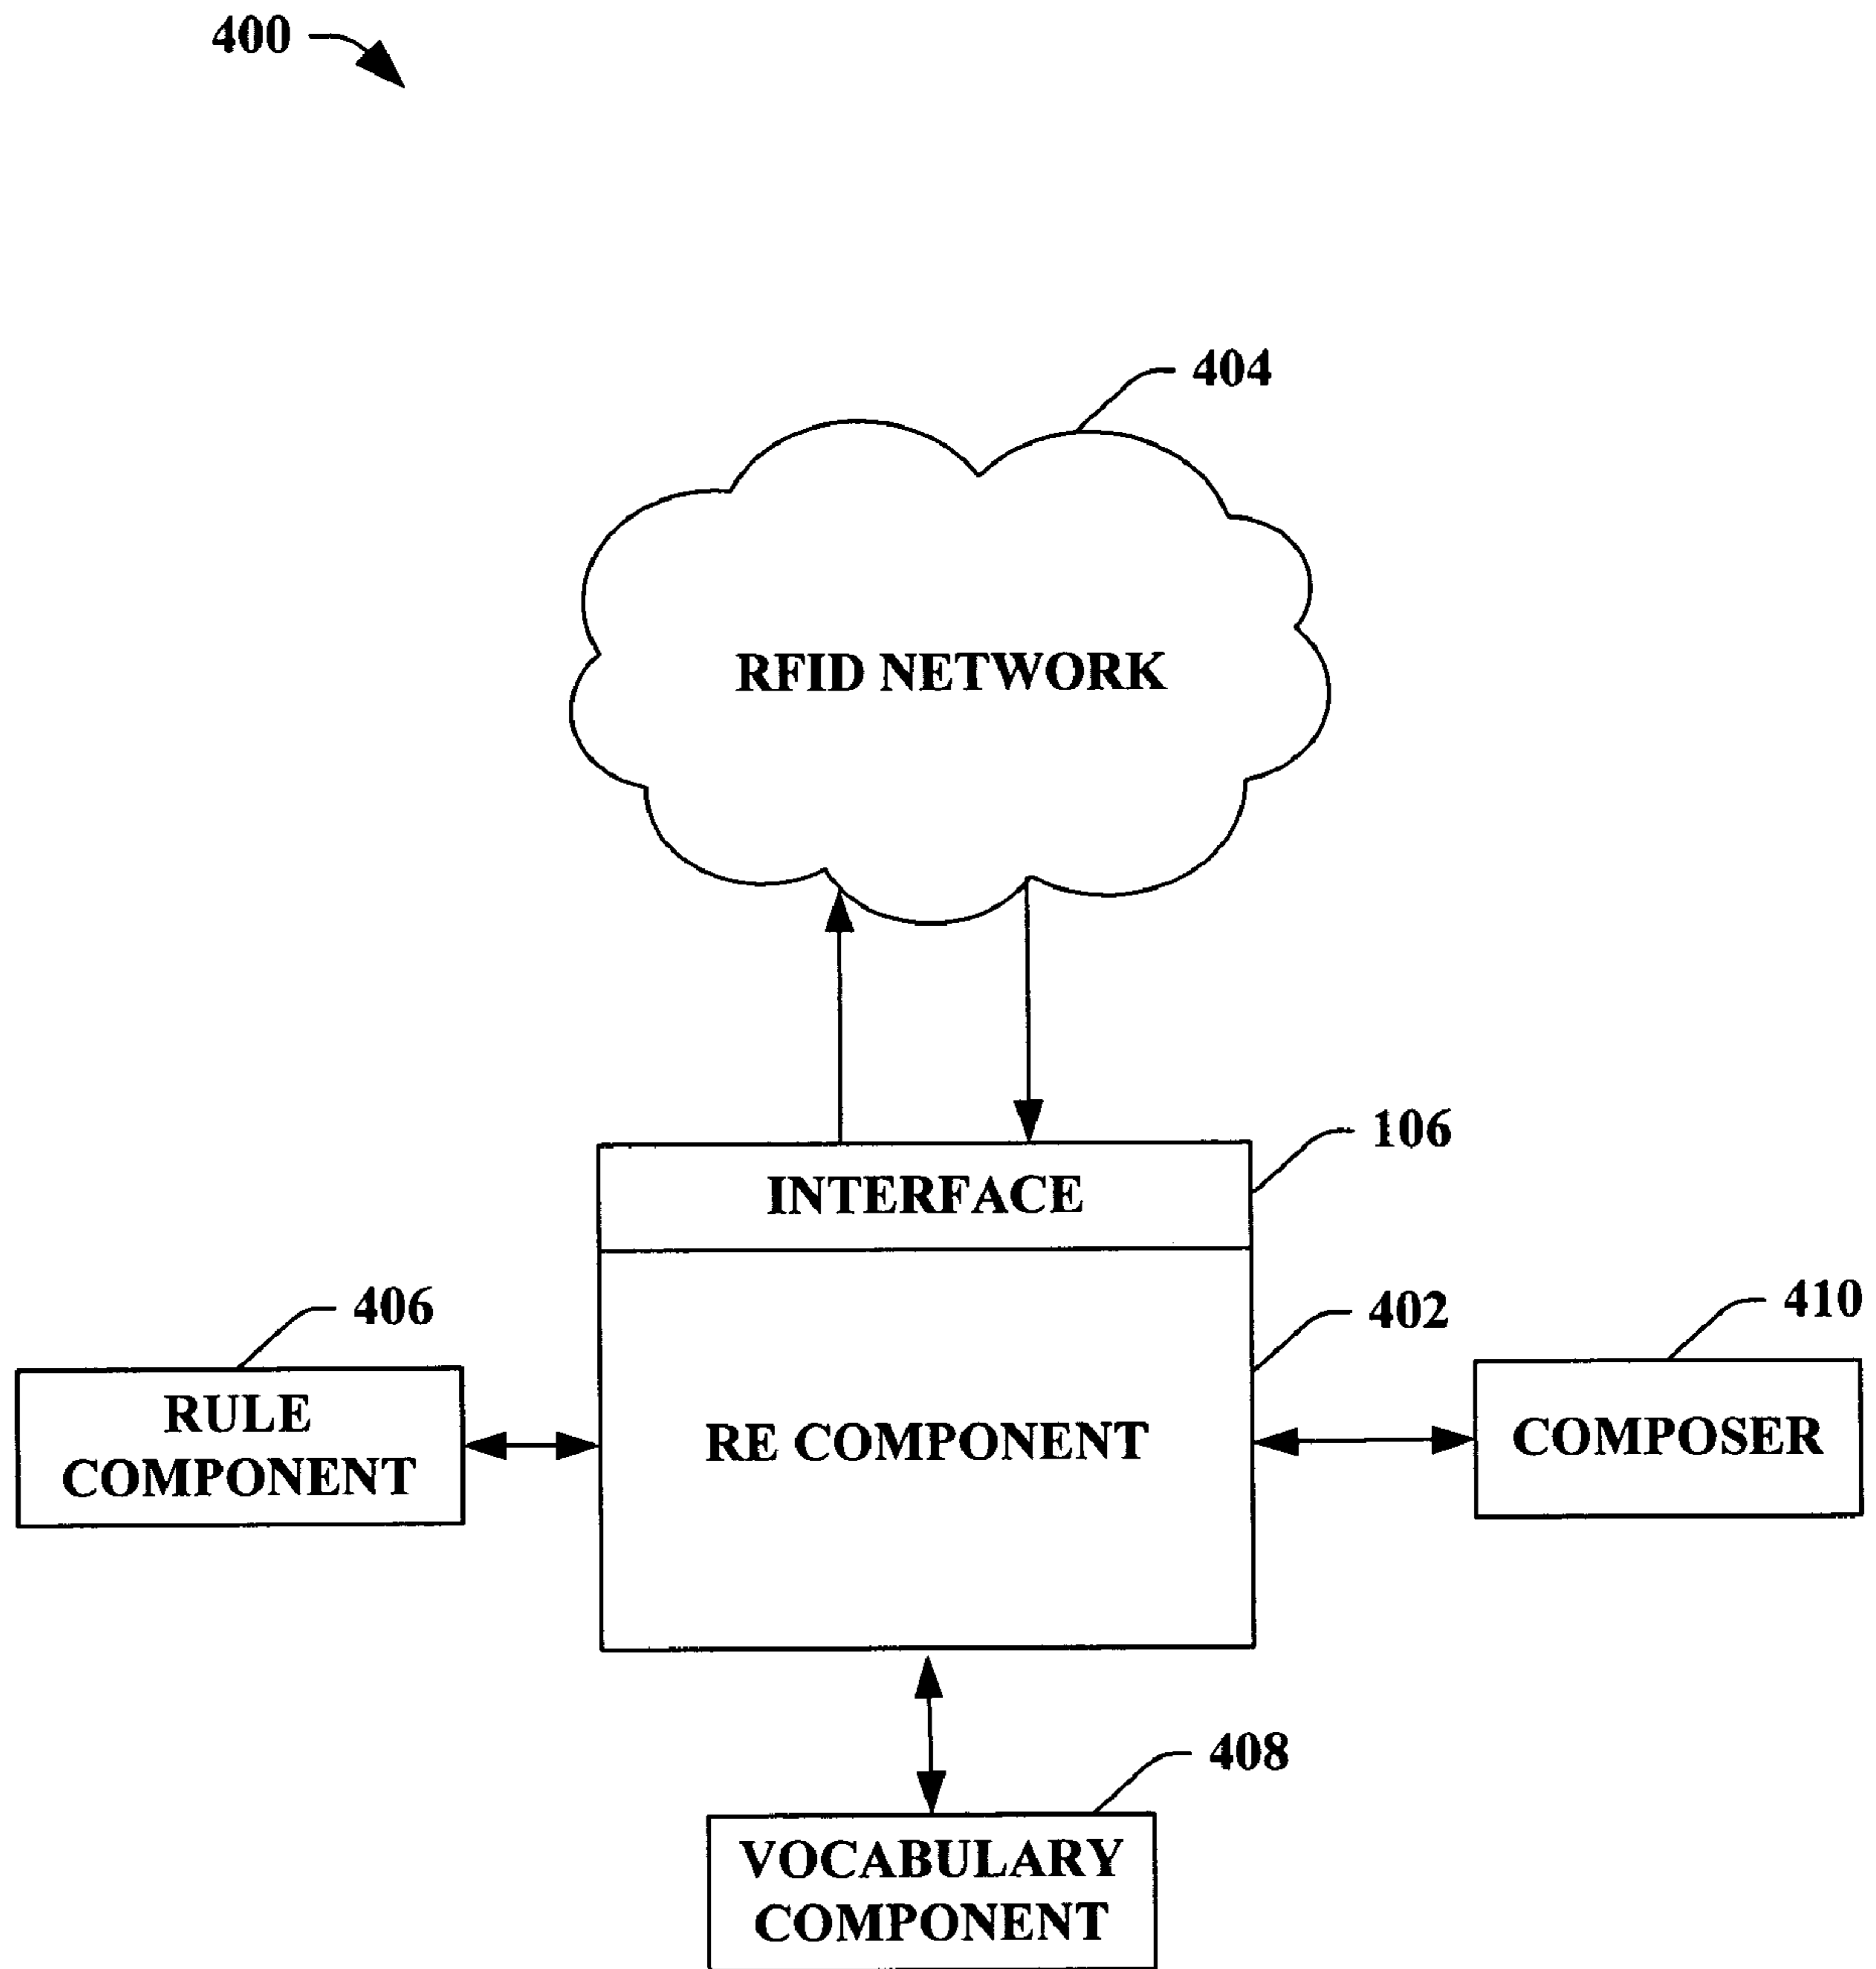 400
404
RFID NETWORK
106
INTERFACE
406
402
410
RULE
COMPONENT
RE COMPONENT
COMPOSER
408
VOCABULARY
COMPONENT